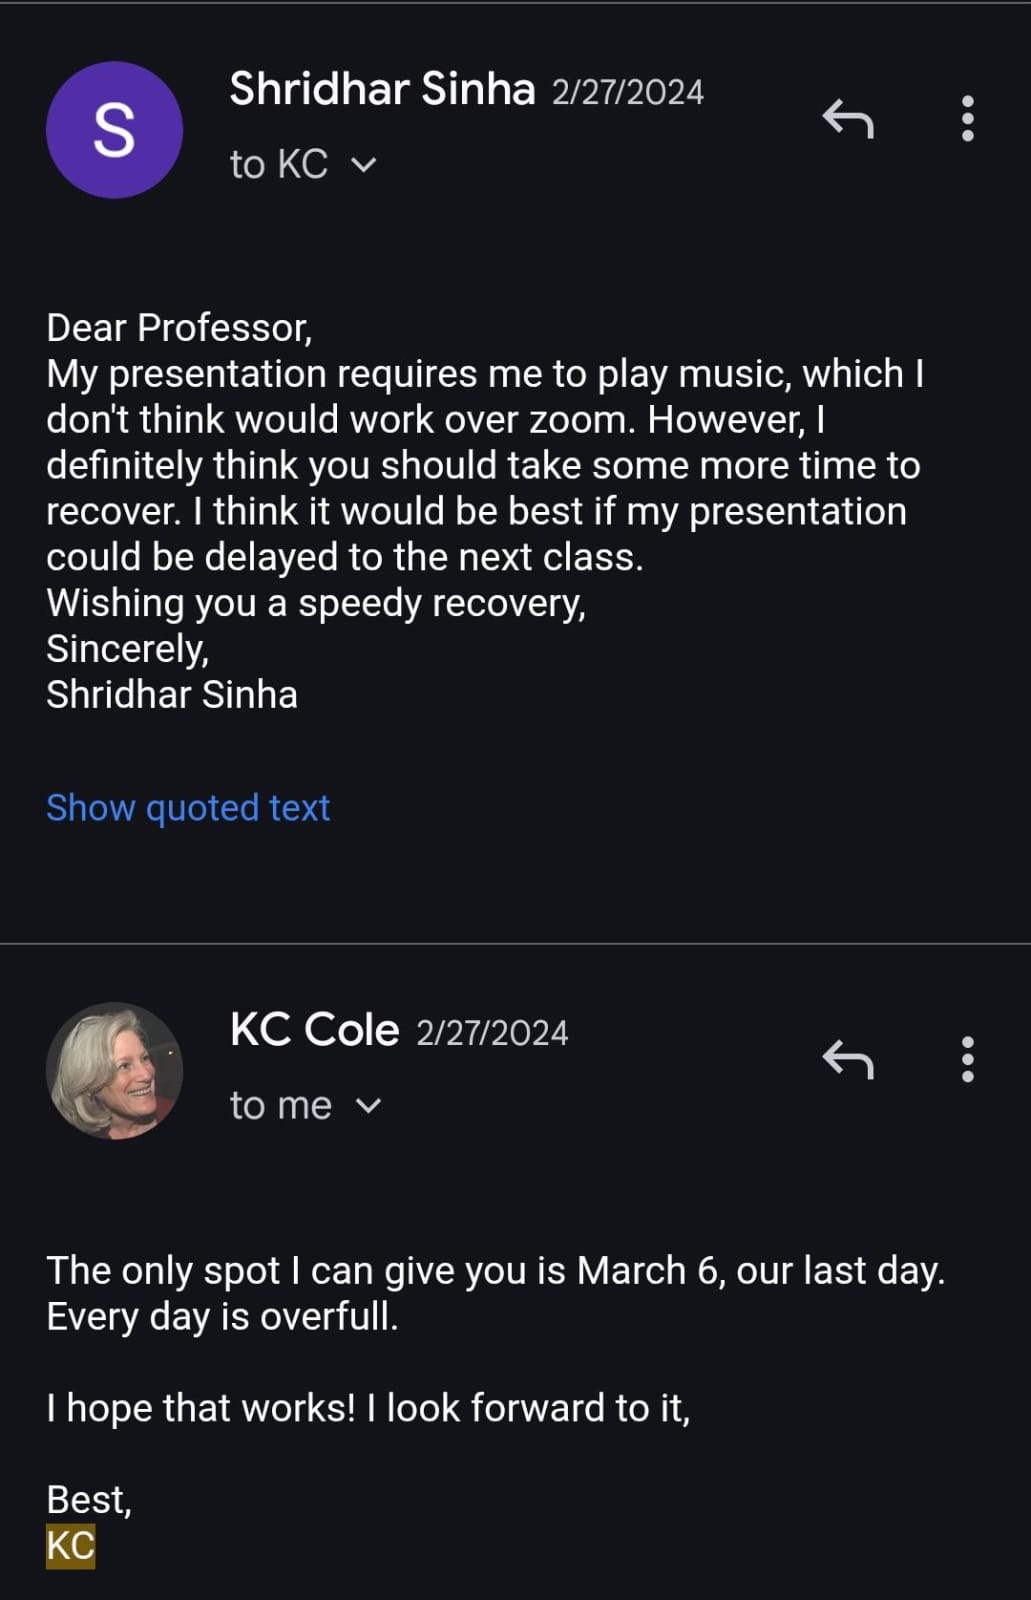 S
Shridhar Sinha 2/27/2024
to KC
Dear Professor,
My presentation requires me to play music, which I
don't think would work over zoom. However, I
definitely think you should take some more time to
recover. I think it would be best if my presentation
could be delayed to the next class.
Wishing you a speedy recovery,
Sincerely,
Shridhar Sinha
Show quoted text
KC Cole 2/27/2024
to me
The only spot I can give you is March 6, our last day.
Every day is overfull.
I hope that works! I look forward to it,
Best,
KC